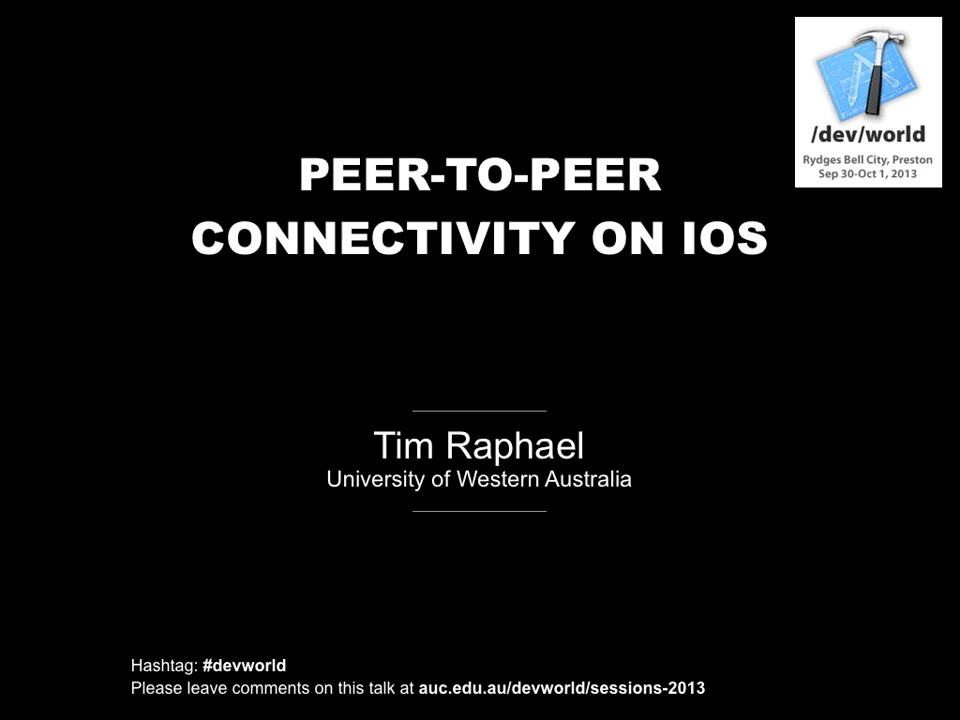 /dev/world
Rydges Bell City, Preston
Sep 30-Oct 1, 2013
PEER-TO-PEER
CONNECTIVITY ON IOS
Tim Raphael
University of Western Australia
Hashtag: #devworld
Please leave comments on this talk at auc.edu.au/devworld/sessions-2013